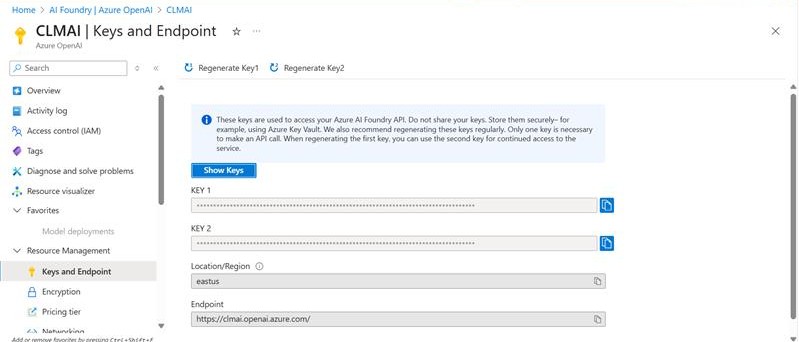 Home > AI Foundry | Azure OpenAI > CLMAI
CLMAI | Keys and Endpoint
Azure OpenAI
Search
Regenerate Key1
Regenerate Key2
Overview
Activity log
Access control (IAM)
Tags
Diagnose and solve problems
Resource visualizer
Favorites
Model deployments
Resource Management
Keys and Endpoint
Encryption
Pricing tier
Networking
Add or remove favorites by pressing Ctrl+Shift+F
These keys are used to access your Azure AI Foundry API. Do not share your keys. Store them securely– for
example, using Azure Key Vault. We also recommend regenerating these keys regularly. Only one key is necessary
to make an API call. When regenerating the first key, you can use the second key for continued access to the
service.
Show Keys
KEY 1
KEY 2
Location/Region
eastus
Endpoint
https://clmai.openai.azure.com/